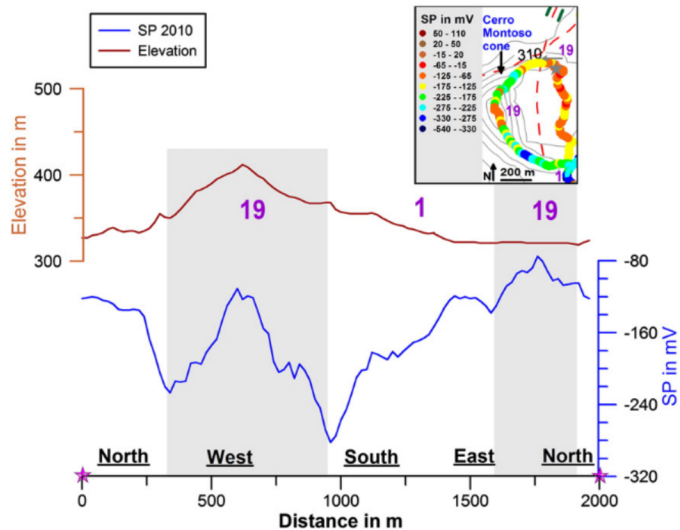 SP 2010
Elevation
SP in mV
50 - 110
20 - 50
-15 - 20
-65 - -15
-125 - -65
-175 - -125
-225 - -175
-275 - -225
-330 - -275
-540 - -330
Cerro
Montoso
cone
310
19
19
N
200 m
500
400
300
Elevation in m
19
1
19
-80
-160
-240
-320
SP in mV
North
West
South
East
North
0
500
1000
1500
2000
Distance in m